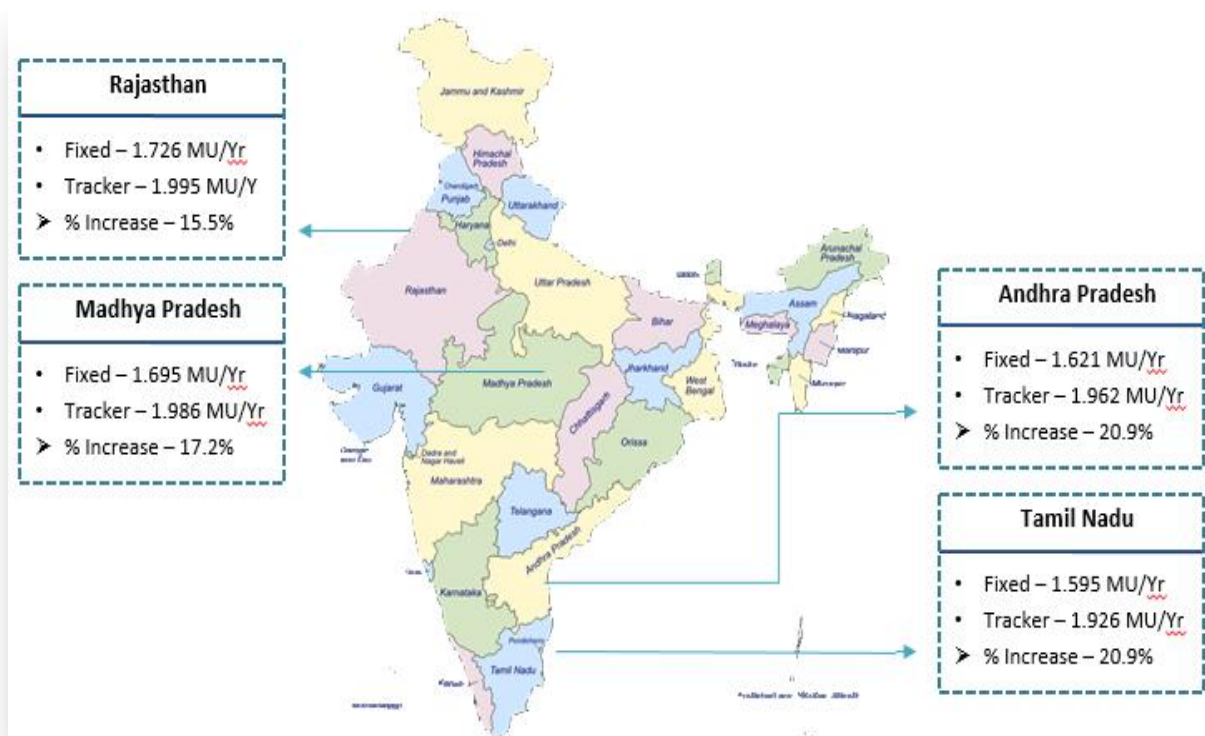 Rajasthan
• Fixed – 1.726 MU/Yr
• Tracker – 1.995 MU/Y
➤ % Increase – 15.5%
Madhya Pradesh
• Fixed – 1.695 MU/Yr
• Tracker – 1.986 MU/Yr
➤ % Increase – 17.2%
Jammu and Kashmir
Himachal
Pradesh
Chandigarh
Punjab
Uttarakhand
Haryana
Delhi
Rajasthan
Uttar Pradesh
Bihar
Arunachal
Pradesh
Assam
Meghalaya
Gujarat
Madhya Pradesh
Jharkhand
West
Bengal
Chhattisgarh
Orissa
Dadra and
Nagar Haveli
Maharashtra
Telangana
Andhra Pradesh
Karnataka
Tamil Nadu
Andhra Pradesh
• Fixed – 1.621 MU/Yr
• Tracker – 1.962 MU/Yr
➤ % Increase – 20.9%
Tamil Nadu
• Fixed – 1.595 MU/Yr
• Tracker – 1.926 MU/Yr
➤ % Increase – 20.9%